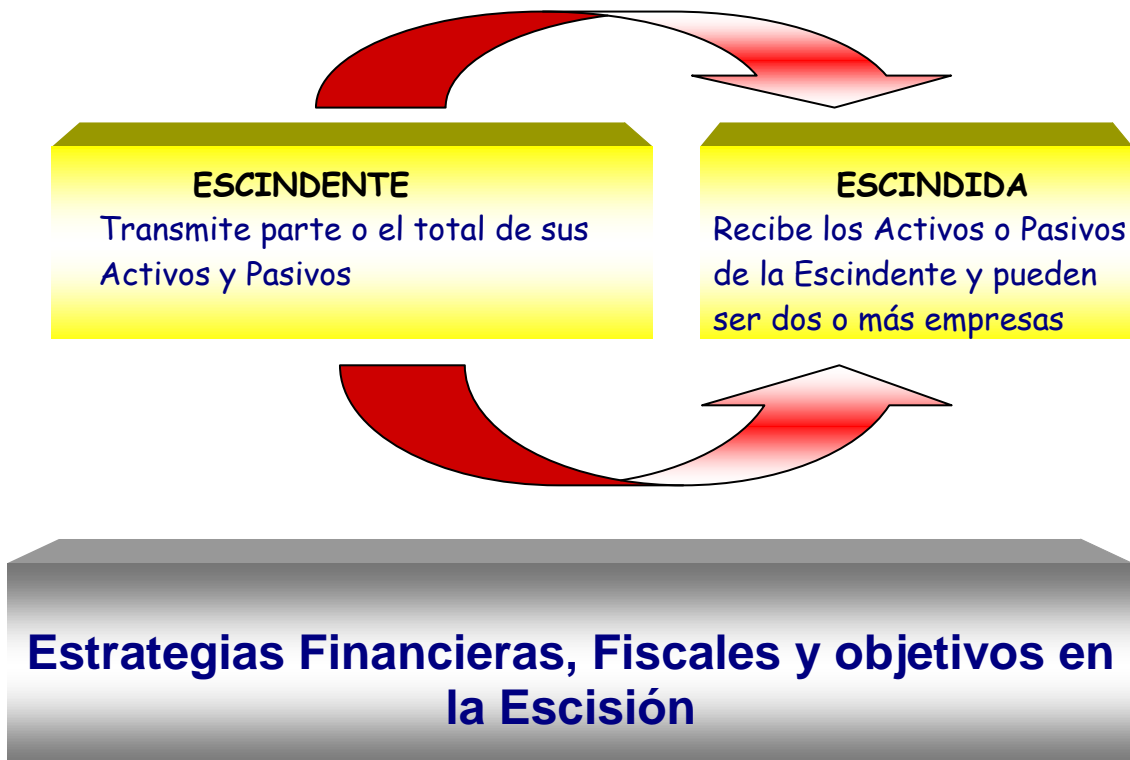 ESCINDENTE
Transmite parte o el total de sus
Activos y Pasivos
ESCINDIDA
Recibe los Activos o Pasivos
de la Escindente y pueden
ser dos o más empresas
Estrategias Financieras, Fiscales y objetivos en
la Escisión